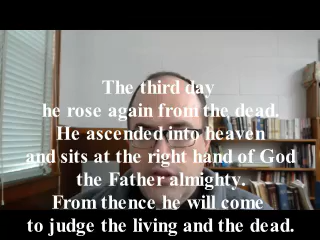 The third day
he rose again from the dead.
He ascended into heaven
and sits at the right hand of God
the Father almighty.
From thence he will come
to judge the living and the dead.